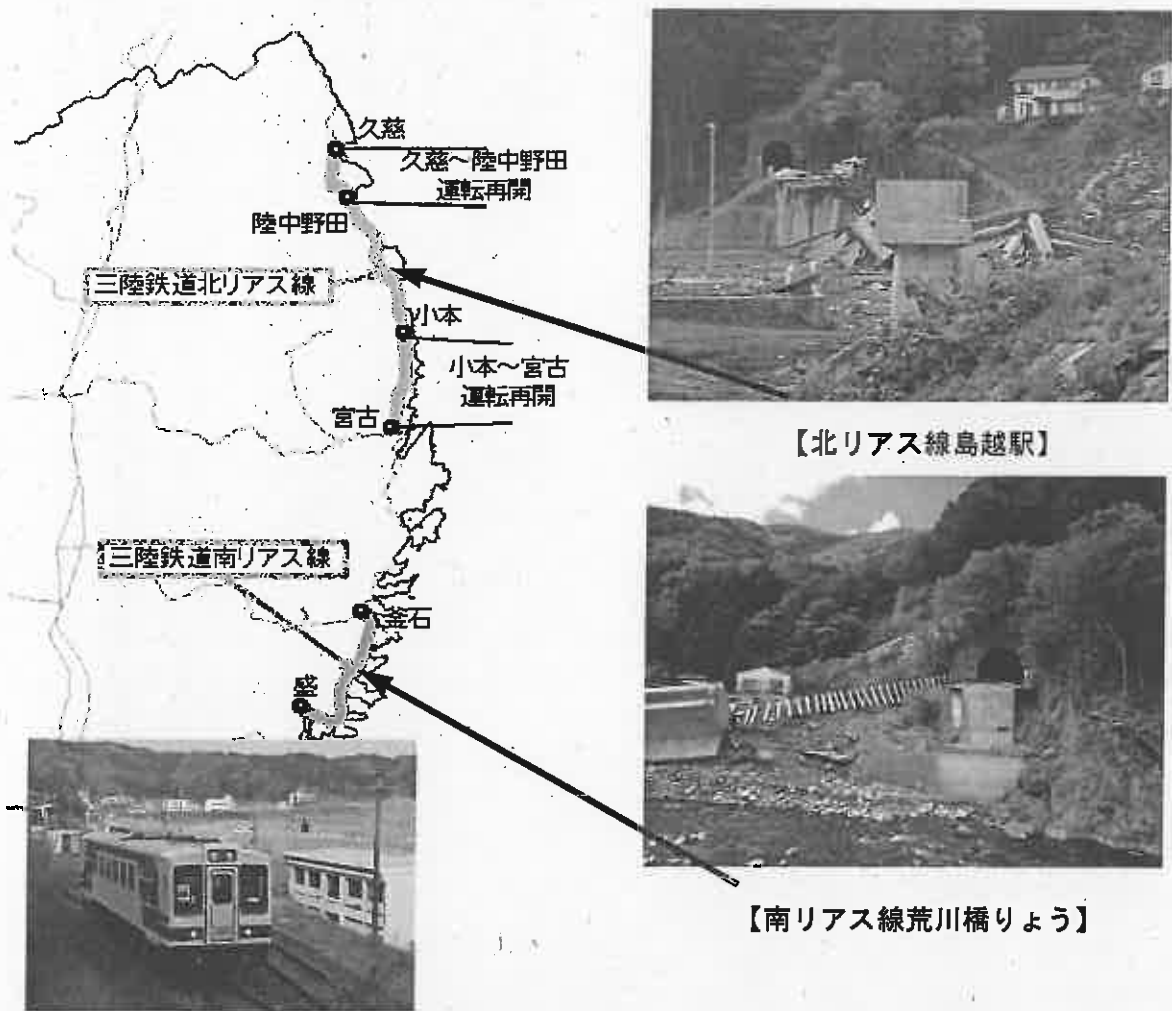 久慈
久慈～陸中野田
運転再開
陸中野田
三陸鉄道北リアス線
小本
小本～宮古
運転再開
宮古
【北リアス線島越駅】
三陸鉄道南リアス線
釜石
盛
【南リアス線荒川橋りょう】